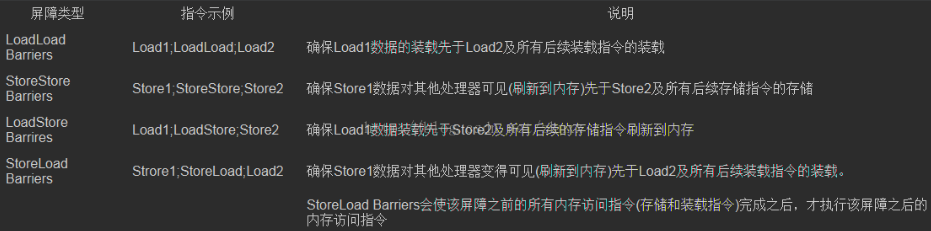 屏障类型 指令示例 说明
LoadLoad Barriers Load1;LoadLoad;Load2 确保Load1数据的装载先于Load2及所有后续装载指令的装载
StoreStore Barriers Store1;StoreStore;Store2 确保Store1数据对其他处理器可见(刷新到内存)先于Store2及所有后续存储指令的存储
LoadStore Barrires Load1;LoadStore;Store2 确保Load1数据装载先于Store2及所有后续的存储指令刷新到内存
StoreLoad Barriers Strore1;StoreLoad;Load2 确保Store1数据对其他处理器变得可见(刷新到内存)先于Load2及所有后续装载指令的装载。
StoreLoad Barriers会使该屏障之前的所有内存访问指令(存储和装载指令)完成之后，才执行该屏障之后的
内存访问指令